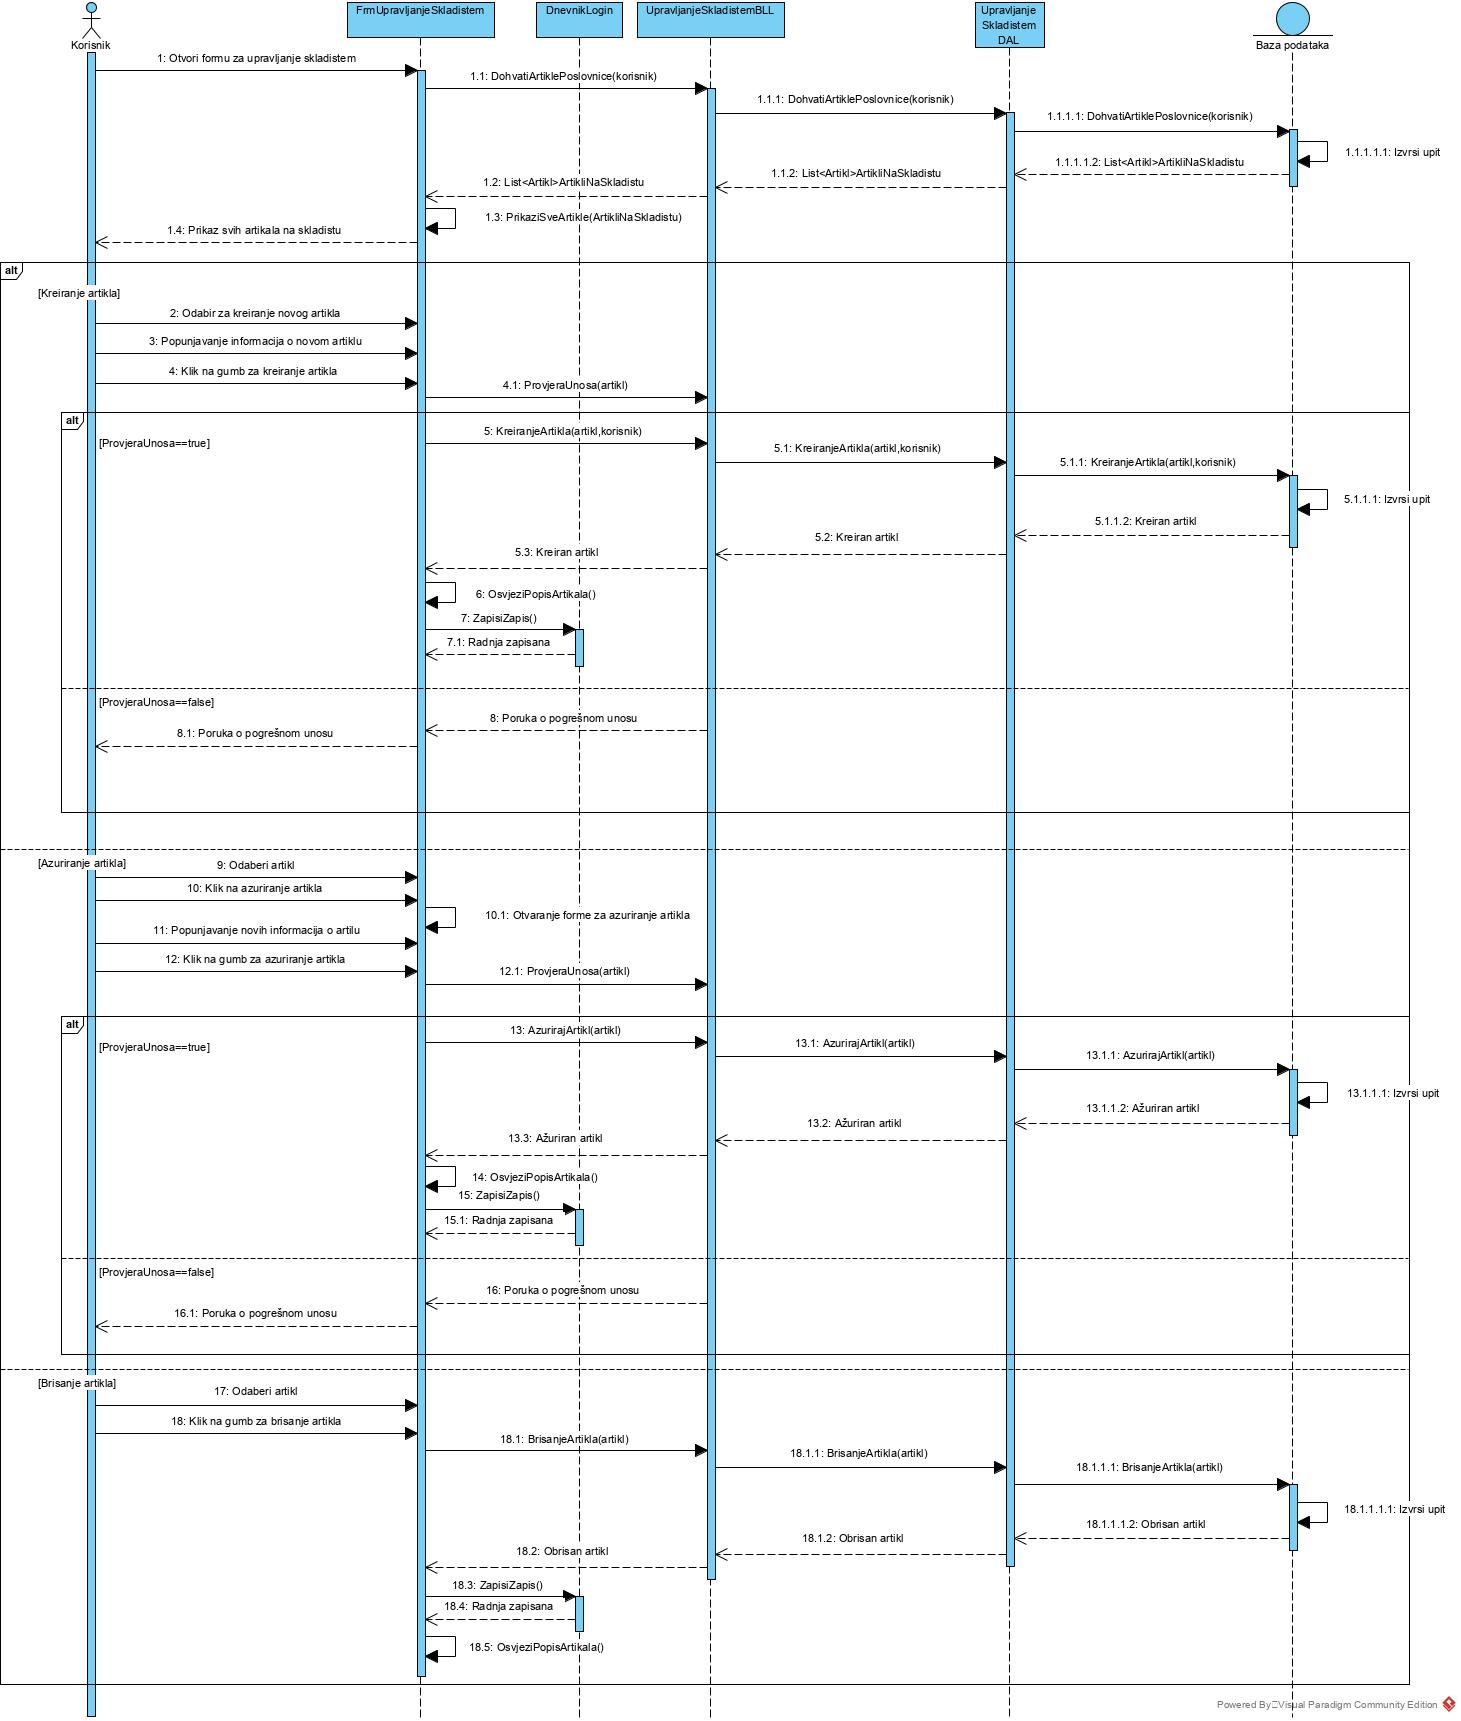 FrmUpravljanjeSkladistem
DnevnikLogin
UpravljanjeSkladistemBLL
Upravljanje
Skladistem
DAL
Korisnik
Baza podataka
1: Otvori formu za upravljanje skladistem
1.1: DohvatiArtiklePoslovnice(korisnik)
1.1.1: DohvatiArtiklePoslovnice(korisnik)
1.1.1.1: DohvatiArtiklePoslovnice(korisnik)
1.1.1.1.1: Izvrsi upit
1.1.1.1.2: List<Artikl>ArtikliNaSkladistu
1.1.2: List<Artikl>ArtikliNaSkladistu
1.2: List<Artikl>ArtikliNaSkladistu
1.3: PrikaziSveArtikle(ArtikliNaSkladistu)
1.4: Prikaz svih artikala na skladistu
alt
[Kreiranje artikla]
2: Odabir za kreiranje novog artikla
3: Popunjavanje informacija o novom artiklu
4: Klik na gumb za kreiranje artikla
4.1: ProvjeraUnosa(artikl)
alt
[ProvjeraUnosa==true]
5: KreiranjeArtikla(artikl,korisnik)
5.1: KreiranjeArtikla(artikl,korisnik)
5.1.1: KreiranjeArtikla(artikl,korisnik)
5.1.1.1: Izvrsi upit
5.1.1.2: Kreiran artikl
5.2: Kreiran artikl
5.3: Kreiran artikl
6: OsvjeziPopisArtikala()
7: ZapisiZapis()
7.1: Radnja zapisana
[ProvjeraUnosa==false]
8: Poruka o pogrešnom unosu
8.1: Poruka o pogrešnom unosu
[Azuriranje artikla]
9: Odaberi artikl
10: Klik na azuriranje artikla
10.1: Otvaranje forme za azuriranje artikla
11: Popunjavanje novih informacija o artilu
12: Klik na gumb za azuriranje artikla
12.1: ProvjeraUnosa(artikl)
alt
[ProvjeraUnosa==true]
13: AzurirajArtikl(artikl)
13.1: AzurirajArtikl(artikl)
13.1.1: AzurirajArtikl(artikl)
13.1.1.1: Izvrsi upit
13.1.1.2: Ažuriran artikl
13.2: Ažuriran artikl
13.3: Ažuriran artikl
14: OsvjeziPopisArtikala()
15: ZapisiZapis()
15.1: Radnja zapisana
[ProvjeraUnosa==false]
16: Poruka o pogrešnom unosu
16.1: Poruka o pogrešnom unosu
[Brisanje artikla]
17: Odaberi artikl
18: Klik na gumb za brisanje artikla
18.1: BrisanjeArtikla(artikl)
18.1.1: BrisanjeArtikla(artikl)
18.1.1.1: BrisanjeArtikla(artikl)
18.1.1.1.1: Izvrsi upit
18.1.1.1.2: Obrisan artikl
18.1.2: Obrisan artikl
18.2: Obrisan artikl
18.3: ZapisiZapis()
18.4: Radnja zapisana
18.5: OsvjeziPopisArtikala()
Powered By Visual Paradigm Community Edition